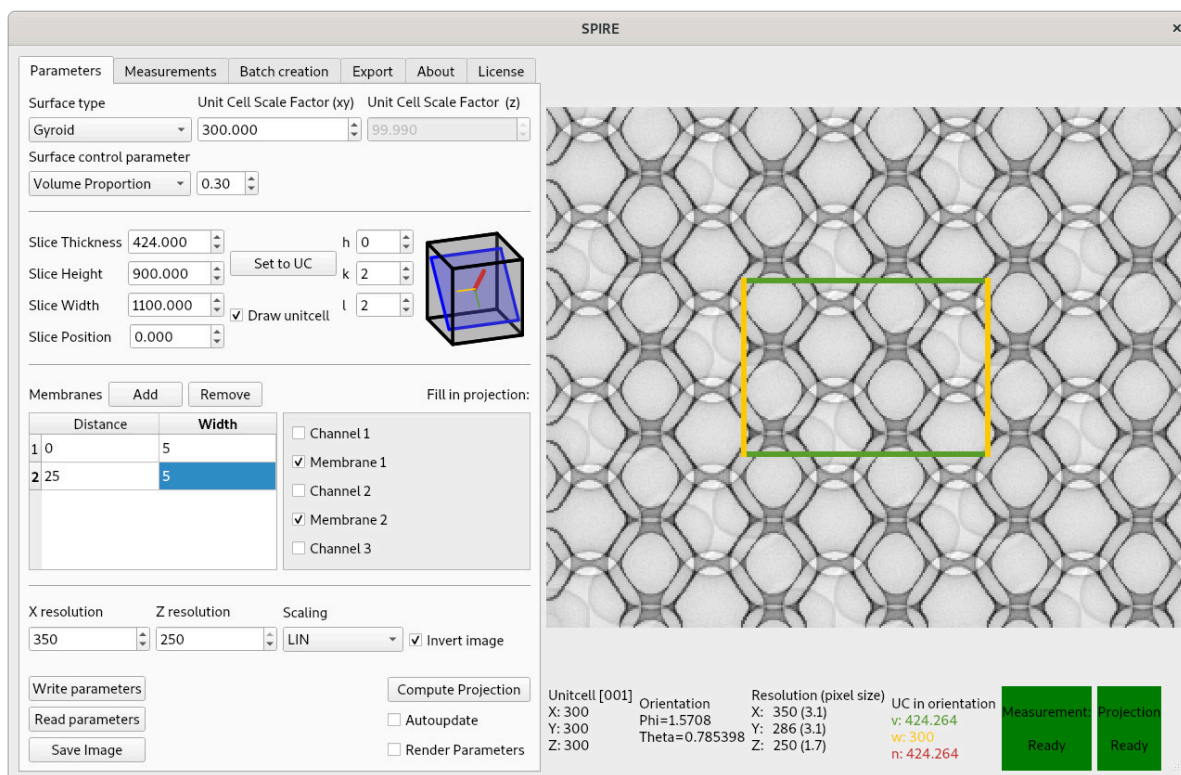 SPIRE
Parameters Measurements Batch creation Export About License
Surface type Unit Cell Scale Factor (xy) Unit Cell Scale Factor (z)
Gyroid 300.000 99.990
Surface control parameter
Volume Proportion 0.30
Slice Thickness 424.000 h 0
Set to UC
Slice Height 900.000 k 2
Slice Width 1100.000 l 2
Draw unitcell
Slice Position 0.000
Membranes Add Remove Fill in projection:
Distance Width
1 0 5
2 25 5
Channel 1
Membrane 1
Channel 2
Membrane 2
Channel 3
X resolution Z resolution Scaling
350 250 LIN Invert image
Write parameters Compute Projection
Read parameters Autoupdate
Save Image Render Parameters
Unitcell [001]
X: 300
Y: 300
Z: 300
Orientation
Phi=1.5708
Theta=0.785398
Resolution (pixel size)
X: 350 (3.1)
Y: 286 (3.1)
Z: 250 (1.7)
UC in orientation
v: 424.264
w: 300
n: 424.264
Measurement:
Ready
Projection
Ready